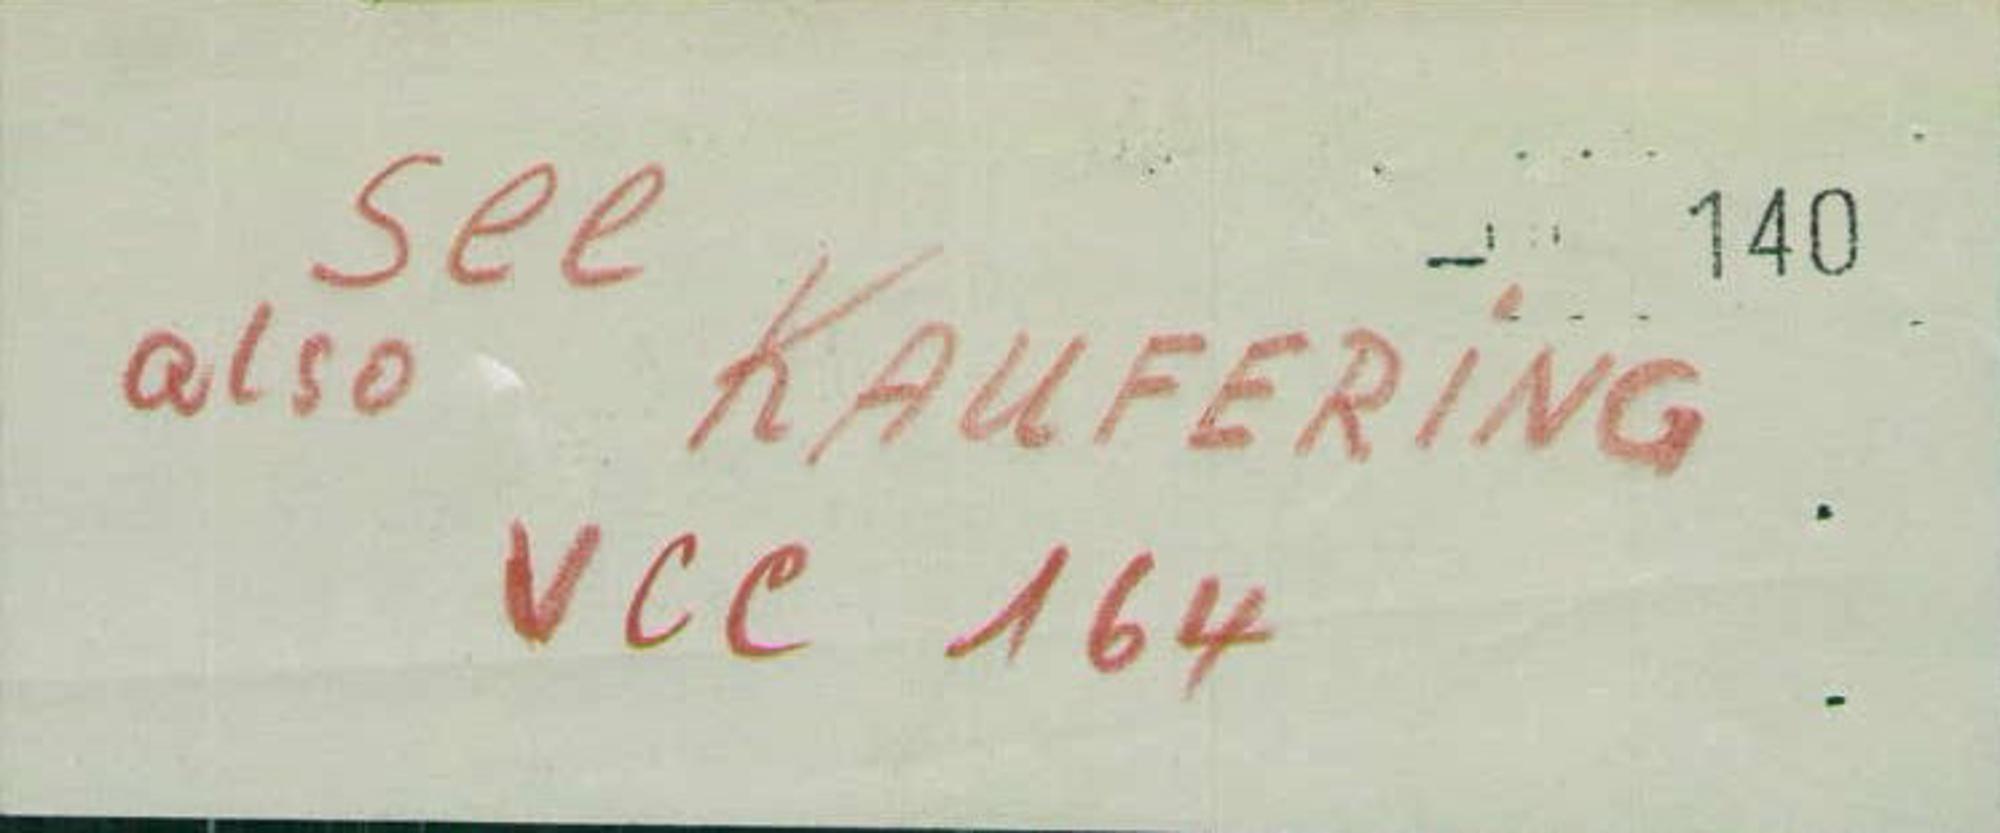 see
140
also KAUFERING
VCC 164